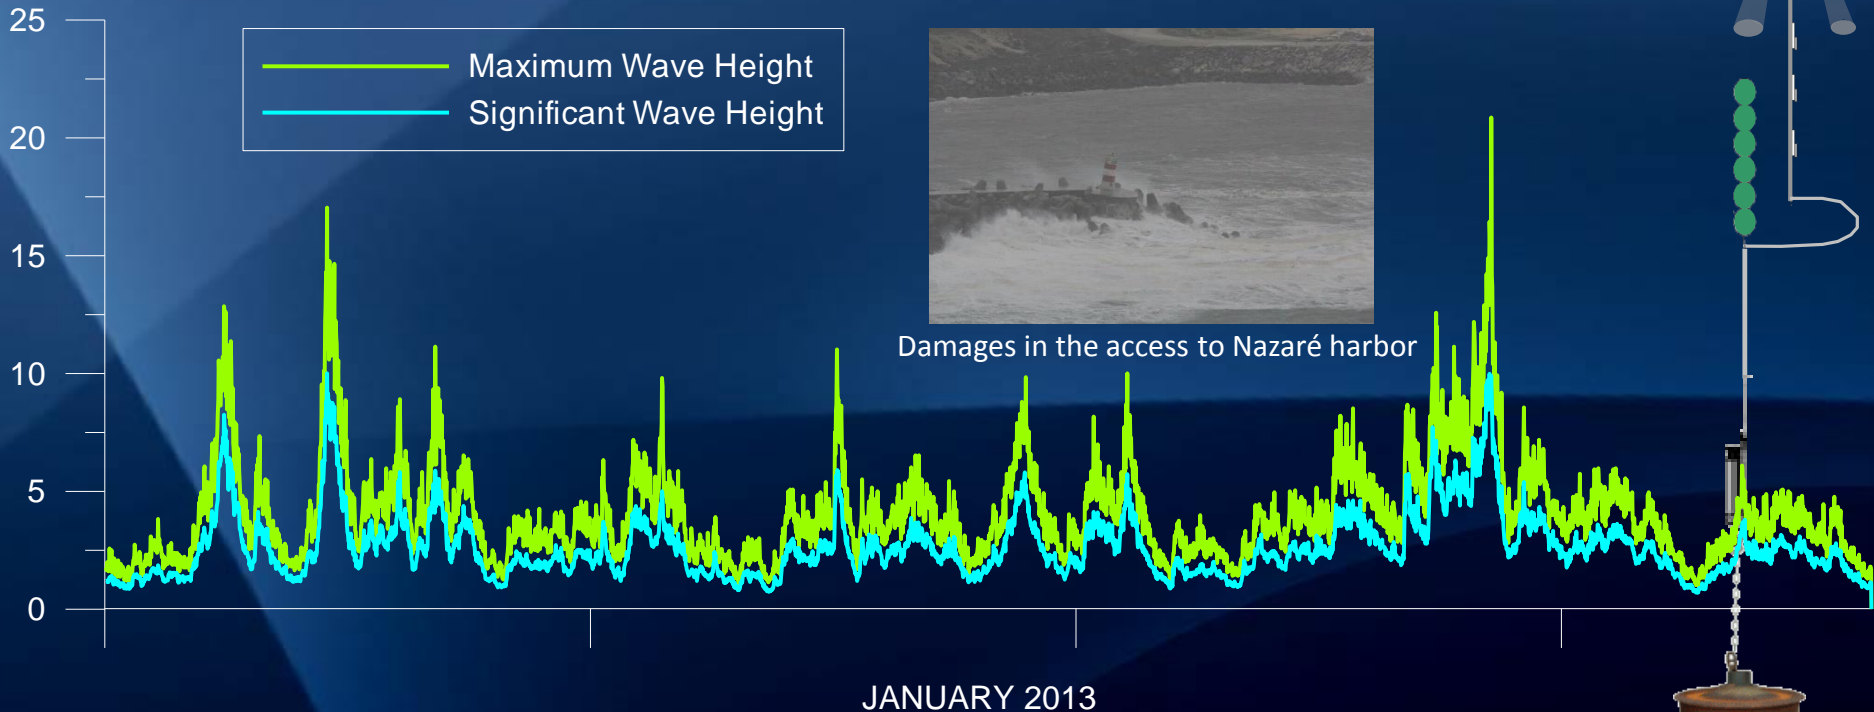 25
20
15
10
5
0
Maximum Wave Height
Significant Wave Height
Damages in the access to Nazaré harbor
JANUARY 2013